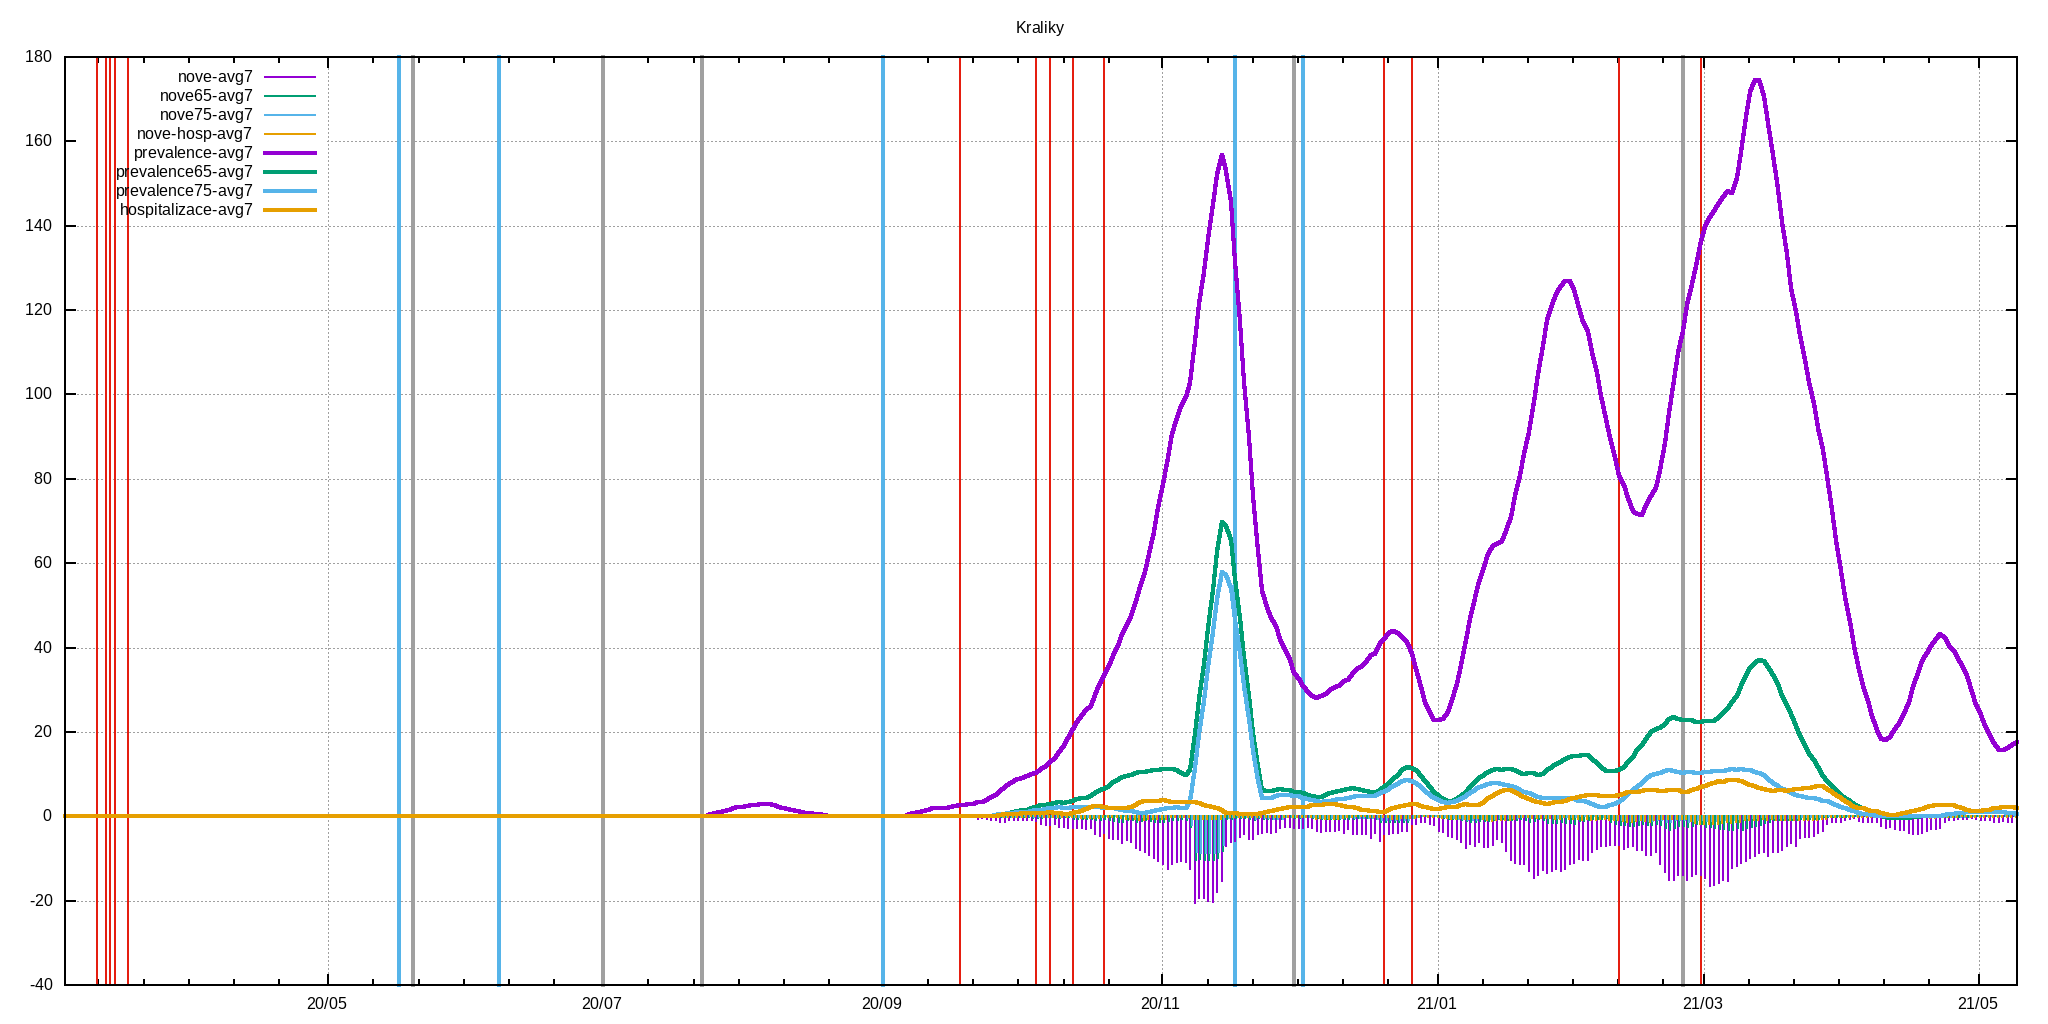 Kraliky
180
160
140
120
100
80
60
40
20
0
-20
-40
nove-avg7
nove65-avg7
nove75-avg7
nove-hosp-avg7
prevalence-avg7
prevalence65-avg7
prevalence75-avg7
hospitalizace-avg7
20/05 20/07 20/09 20/11 21/01 21/03 21/05